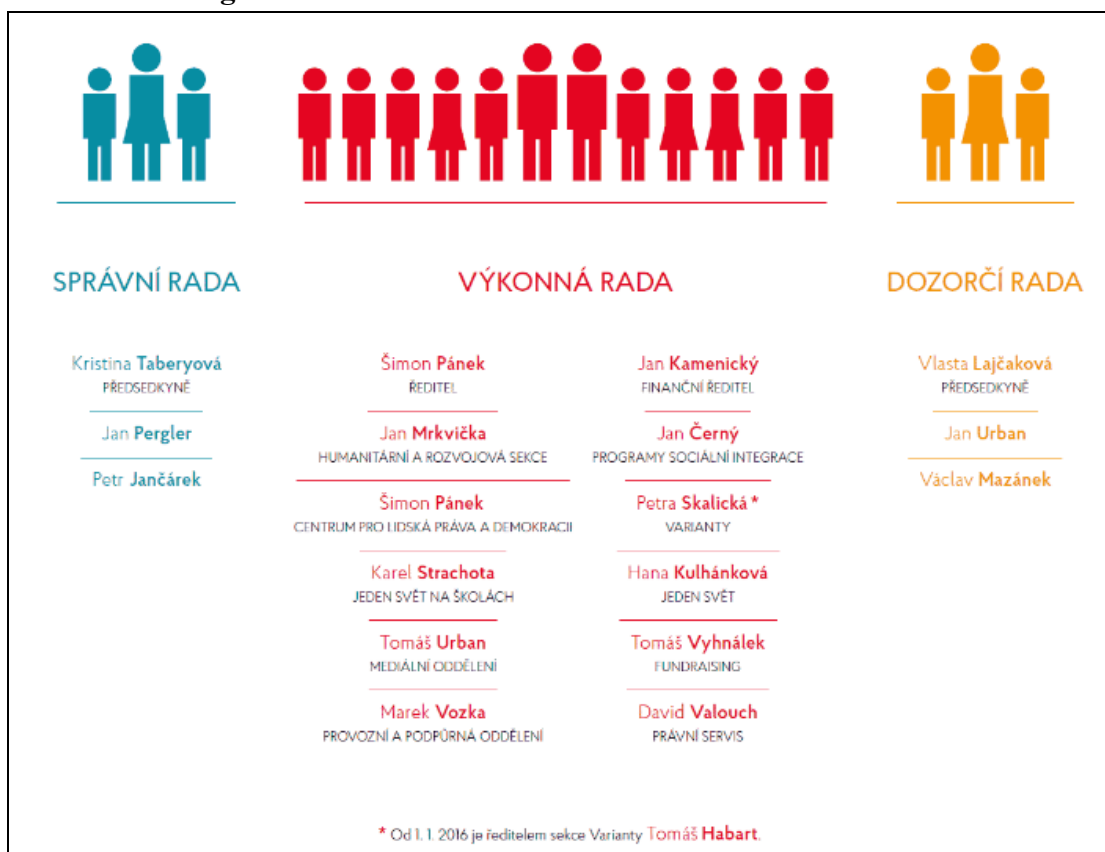 SPRÁVNÍ RADA
Kristina Taberyová
PŘEDSEDKYNĚ
Jan Pergler
Petr Jančárek
VÝKONNÁ RADA
Šimon Pánek
ŘEDITEL
Jan Mrkvička
HUMANITÁRNÍ A ROZVOJOVÁ SEKCE
Šimon Pánek
CENTRUM PRO LIDSKÁ PRÁVA A DEMOKRACII
Karel Strachota
JEDEN SVĚT NA ŠKOLÁCH
Tomáš Urban
MEDIÁLNÍ ODDĚLENÍ
Marek Vozka
PROVOZNÍ A PODPŮRNÁ ODDĚLENÍ
Jan Kamenický
FINANČNÍ ŘEDITEL
Jan Černý
PROGRAMY SOCIÁLNÍ INTEGRACE
Petra Skalická *
VARIANTY
Hana Kulhánková
JEDEN SVĚT
Tomáš Vyhnálek
FUNDRAISING
David Valouch
PRÁVNÍ SERVIS
DOZORČÍ RADA
Vlasta Lajčaková
PŘEDSEDKYNĚ
Jan Urban
Václav Mazánek
* Od 1. 1. 2016 je ředitelem sekce Varianty Tomáš Habart.